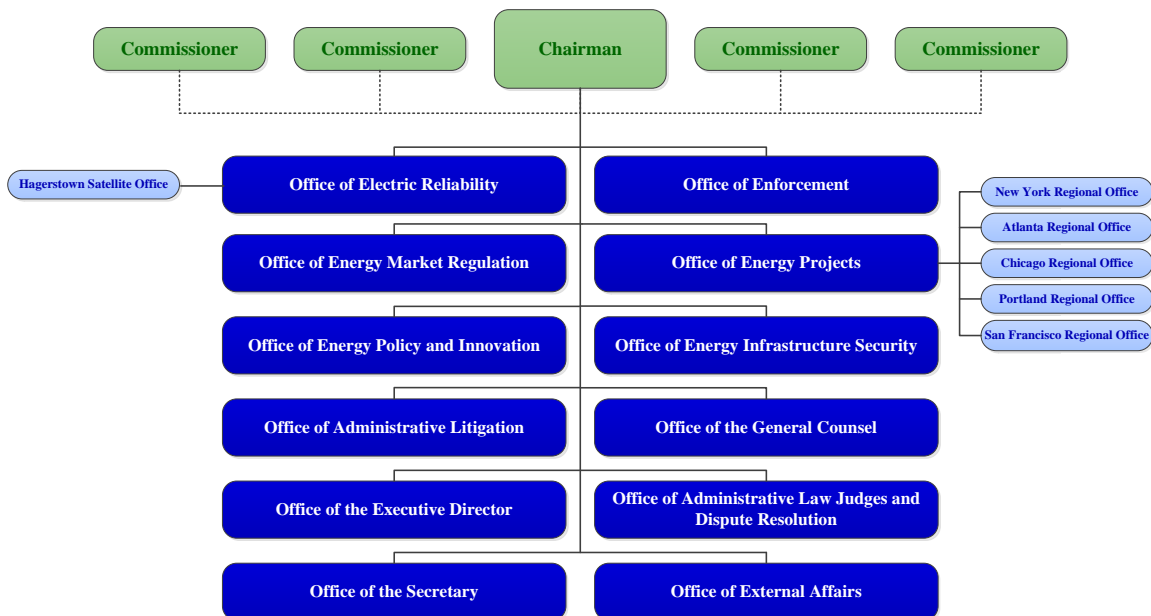 Commissioner
Commissioner
Chairman
Commissioner
Commissioner
Hagerstown Satellite Office
Office of Electric Reliability
Office of Enforcement
New York Regional Office
Atlanta Regional Office
Chicago Regional Office
Portland Regional Office
San Francisco Regional Office
Office of Energy Market Regulation
Office of Energy Projects
Office of Energy Policy and Innovation
Office of Energy Infrastructure Security
Office of Administrative Litigation
Office of the General Counsel
Office of the Executive Director
Office of Administrative Law Judges and
Dispute Resolution
Office of the Secretary
Office of External Affairs